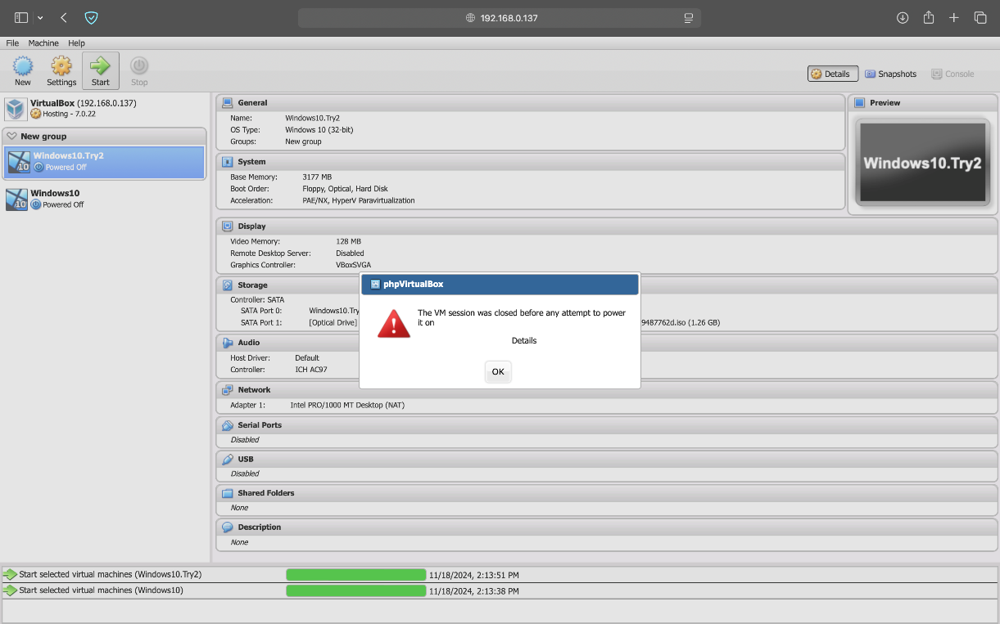 192.168.0.137
File Machine Help
New Settings Start Stop
Details Snapshots Console
VirtualBox (192.168.0.137)
Hosting - 7.0.22
New group
Windows10.Try2
Powered Off
Windows10
Powered Off
General
Name: Windows10.Try2
OS Type: Windows 10 (32-bit)
Groups: New group
Preview
Windows10.Try2
System
Base Memory: 3177 MB
Boot Order: Floppy, Optical, Hard Disk
Acceleration: PAE/NX, HyperV Paravirtualization
Display
Video Memory: 128 MB
Remote Desktop Server: Disabled
Graphics Controller: VBoxSVGA
Storage
Controller: SATA
SATA Port 0: Windows10.Try
SATA Port 1: [Optical Drive] 9487762d.iso (1.26 GB)
phpVirtualBox
The VM session was closed before any attempt to power
it on
Details
OK
Audio
Host Driver: Default
Controller: ICH AC97
Network
Adapter 1: Intel PRO/1000 MT Desktop (NAT)
Serial Ports
Disabled
USB
Disabled
Shared Folders
None
Description
None
Start selected virtual machines (Windows10.Try2) 11/18/2024, 2:13:51 PM
Start selected virtual machines (Windows10) 11/18/2024, 2:13:38 PM